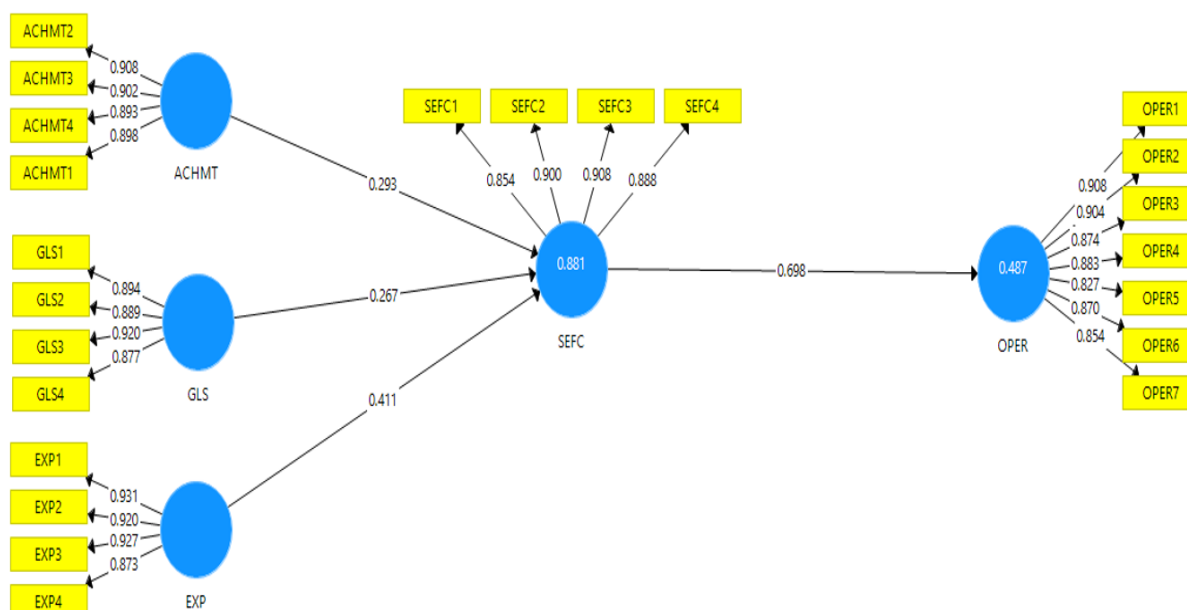 ACHMT2
ACHMT3
ACHMT4
ACHMT1
0.908
0.902
0.893
0.898
ACHMT
0.293
GLS1
GLS2
GLS3
GLS4
0.894
0.889
0.920
0.877
GLS
0.267
EXP1
EXP2
EXP3
EXP4
0.931
0.920
0.927
0.873
EXP
0.411
SEFC1
SEFC2
SEFC3
SEFC4
0.854
0.900
0.908
0.888
0.881
SEFC
0.698
0.487
OPER
0.908
0.904
0.874
0.883
0.827
0.870
0.854
OPER1
OPER2
OPER3
OPER4
OPER5
OPER6
OPER7